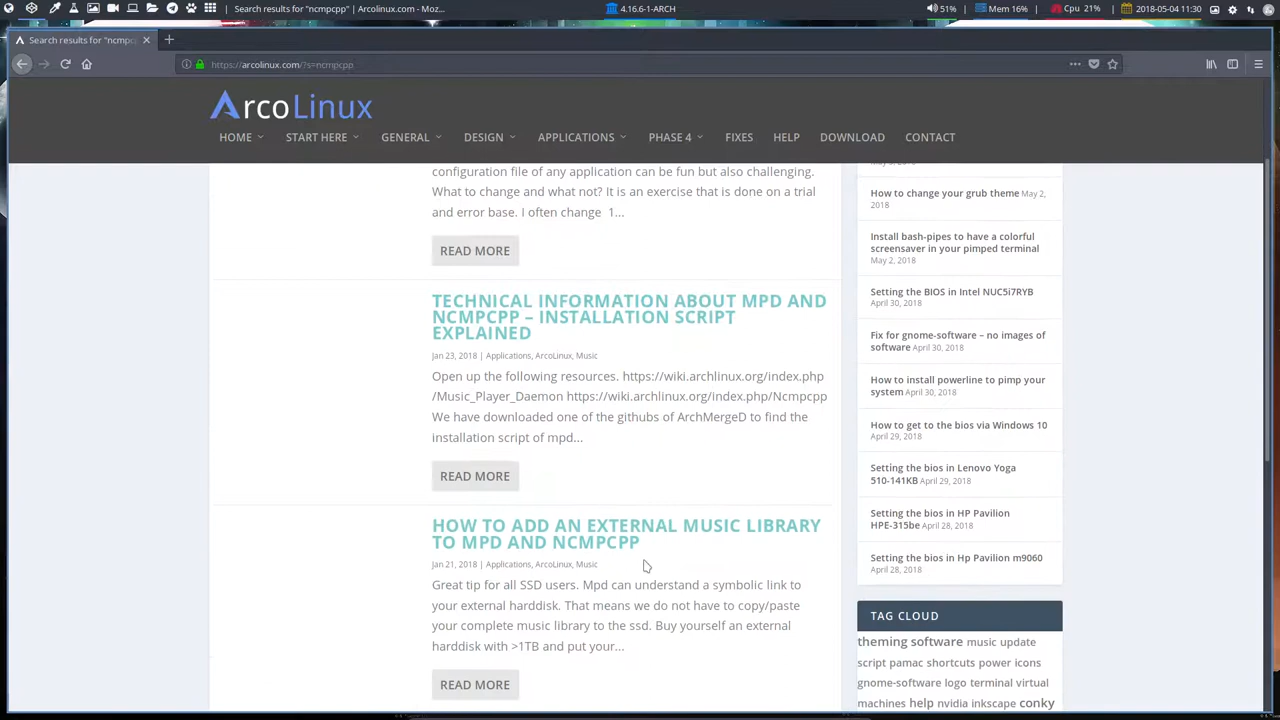 Search results for "ncmpcpp" | Arcolinux.com - Moz...
4.16.6-1-ARCH
51%
Mem 16%
Cpu 21%
2018-05-04 11:30
Search results for "ncmpc
https://arcolinux.com/?s=ncmpcpp
ArcoLinux
HOME
START HERE
GENERAL
DESIGN
APPLICATIONS
PHASE 4
FIXES
HELP
DOWNLOAD
CONTACT
configuration file of any application can be fun but also challenging.
What to change and what not? It is an exercise that is done on a trial
and error base. I often change 1...
READ MORE
TECHNICAL INFORMATION ABOUT MPD AND
NCMPCPP – INSTALLATION SCRIPT
EXPLAINED
Jan 23, 2018 | Applications, ArcoLinux, Music
Open up the following resources. https://wiki.archlinux.org/index.php
/Music_Player_Daemon https://wiki.archlinux.org/index.php/Ncmpcpp
We have downloaded one of the githubs of ArchMergeD to find the
installation script of mpd...
READ MORE
HOW TO ADD AN EXTERNAL MUSIC LIBRARY
TO MPD AND NCMPCPP
Jan 21, 2018 | Applications, ArcoLinux, Music
Great tip for all SSD users. Mpd can understand a symbolic link to
your external harddisk. That means we do not have to copy/paste
your complete music library to the ssd. Buy yourself an external
harddisk with >1TB and put your...
READ MORE
How to change your grub theme May 2,
2018
Install bash-pipes to have a colorful
screensaver in your pimped terminal
May 2, 2018
Setting the BIOS in Intel NUC5i7RYB
April 30, 2018
Fix for gnome-software – no images of
software April 30, 2018
How to install powerline to pimp your
system April 30, 2018
How to get to the bios via Windows 10
April 29, 2018
Setting the bios in Lenovo Yoga
510-141KB April 29, 2018
Setting the bios in HP Pavilion
HPE-315be April 28, 2018
Setting the bios in Hp Pavilion m9060
April 28, 2018
TAG CLOUD
theming software music update
script pamac shortcuts power icons
gnome-software logo terminal virtual
machines help nvidia inkscape conky